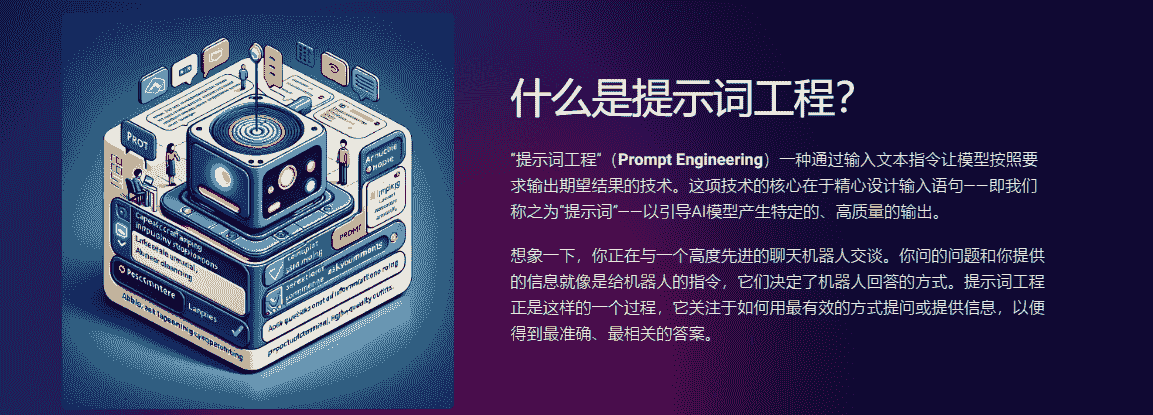 什么是提示词工程？
“提示词工程”（Prompt Engineering）一种通过输入文本指令让模型按照要
求输出期望结果的技术。这项技术的核心在于精心设计输入语句——即我们
称之为“提示词”——以引导AI模型产生特定的、高质量的输出。
想象一下，你正在与一个高度先进的聊天机器人交谈。你问的问题和你提供
的信息就像是给机器人的指令，它们决定了机器人回答的方式。提示词工程
正是这样的一个过程，它关注于如何用最有效的方式提问或提供信息，以便
得到最准确、最相关的答案。
PROT
PROMT